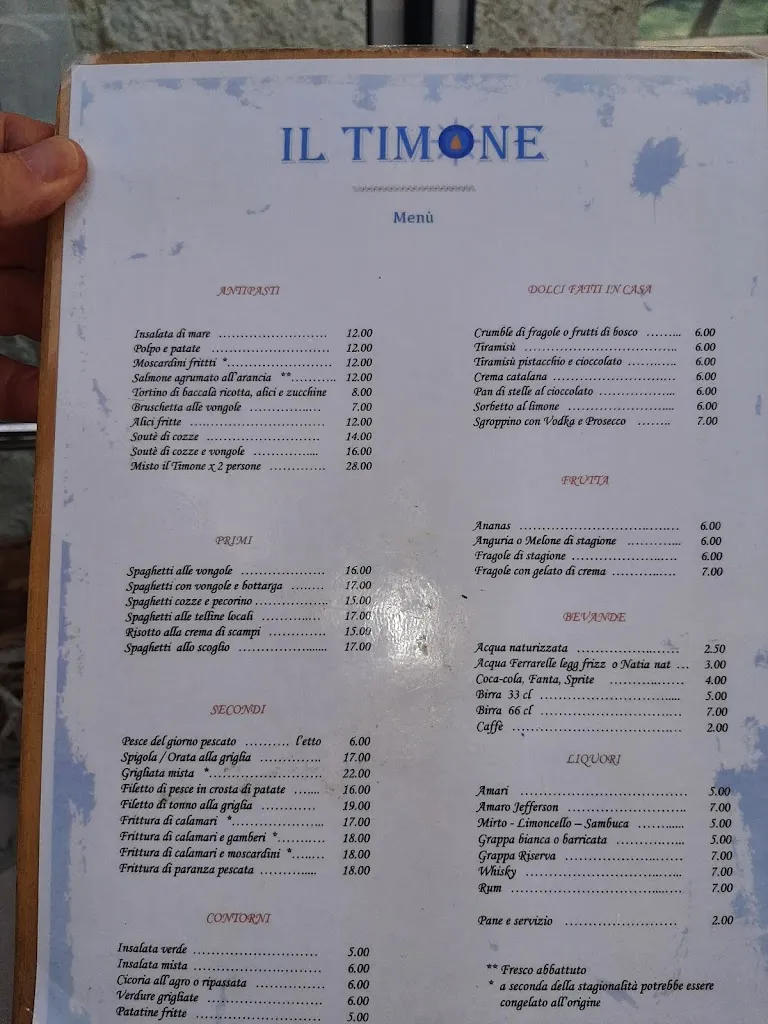 IL TIMONE
Menù
ANTIPASTI
Insalata di mare ........................... 12.00
Polpo e patate ............................. 12.00
Moscardini frittti *.......................... 12.00
Salmone agrumato all'arancia **........... 12.00
Tortino di baccalà ricotta, alici e zucchine 8.00
Bruschetta alle vongole .................. 7.00
Alici fritte ................................. 12.00
Soutè di cozze ............................ 14.00
Soutè di cozze e vongole ................ 16.00
Misto il Timone x 2 persone ............. 28.00
PRIMI
Spaghetti alle vongole ..................... 16.00
Spaghetti con vongole e bottarga ........ 17.00
Spaghetti cozze e pecorino .................. 15.00
Spaghetti alle telline locali ............... 17.00
Risotto alla crema di scampi .............. 15.00
Spaghetti allo scoglio ...................... 17.00
SECONDI
Pesce del giorno pescato .......... l'etto 6.00
Spigola / Orata alla griglia ............... 17.00
Grigliata mista *............................ 22.00
Filetto di pesce in crosta di patate ....... 16.00
Filetto di tonno alla griglia ............. 19.00
Frittura di calamari *....................... 17.00
Frittura di calamari e gamberi *............ 18.00
Frittura di calamari e moscardini *........ 18.00
Frittura di paranza pescata .............. 18.00
CONTORNI
Insalata verde ............................... 5.00
Insalata mista ................................ 6.00
Cicoria all'agro o ripassata ................ 6.00
Verdure grigliate ............................. 6.00
Patatine fritte ................................ 5.00
DOLCI FATTI IN CASA
Crumble di fragole o frutti di bosco ......... 6.00
Tiramisù ....................................... 6.00
Tiramisù pistacchio e cioccolato ............ 6.00
Crema catalana ............................... 6.00
Pan di stelle al cioccolato ................... 6.00
Sorbetto al limone ........................... 6.00
Sgroppino con Vodka e Prosecco ........ 7.00
FRUTTA
Ananas ........................................ 6.00
Anguria o Melone di stagione ............. 6.00
Fragole di stagione .......................... 6.00
Fragole con gelato di crema ................ 7.00
BEVANDE
Acqua naturizzata .......................... 2.50
Acqua Ferrarelle legg frizz o Natia nat ... 3.00
Coca-cola, Fanta, Sprite ................... 4.00
Birra 33 cl ..................................... 5.00
Birra 66 cl ..................................... 7.00
Caffè ........................................... 2.00
LIQUORI
Amari ......................................... 5.00
Amaro Jefferson ............................. 7.00
Mirto - Limoncello – Sambuca ............ 5.00
Grappa bianca o barricata ................. 5.00
Grappa Riserva .............................. 7.00
Whisky ........................................ 7.00
Rum ............................................ 7.00
Pane e servizio ............................ 2.00
** Fresco abbattuto
* a seconda della stagionalità potrebbe essere
congelato all'origine